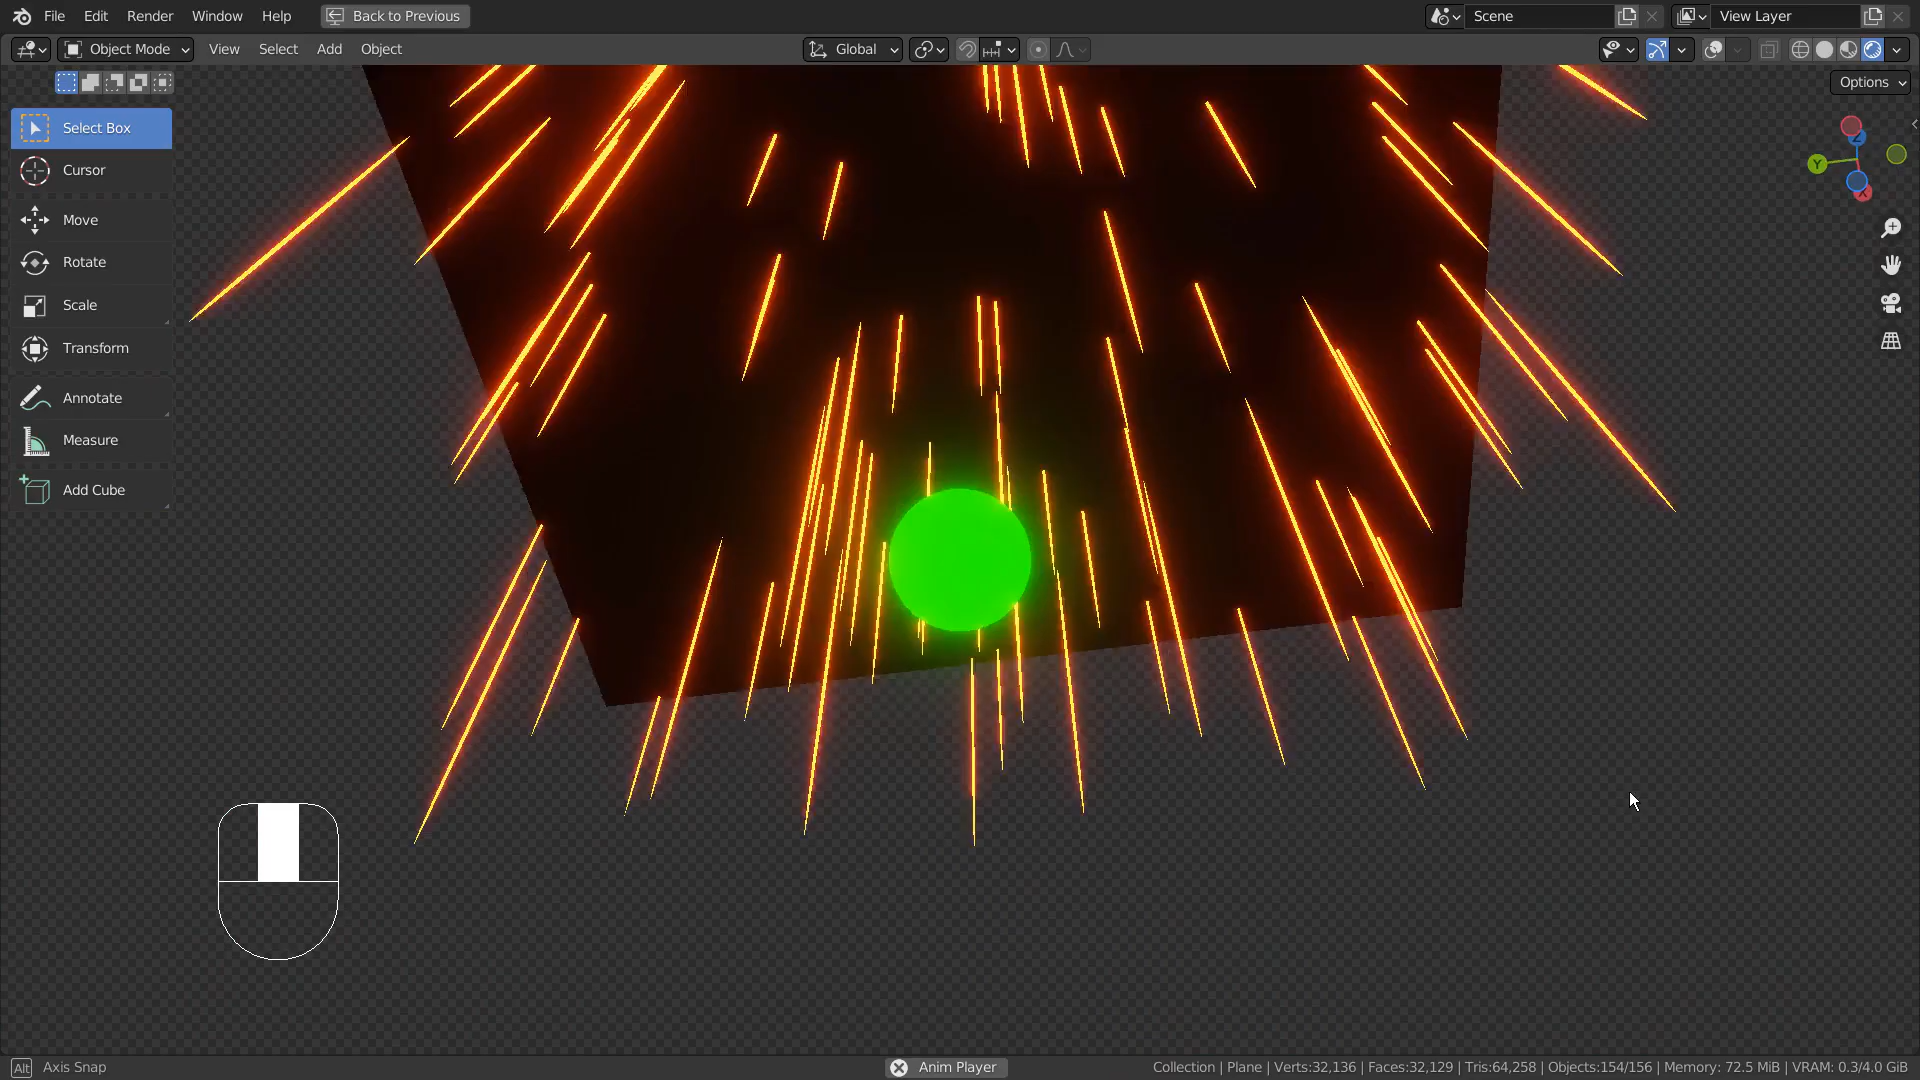 File Edit Render Window Help Back to Previous Scene View Layer
Object Mode View Select Add Object Global
Options
Select Box
Cursor
Move
Rotate
Scale
Transform
Annotate
Measure
Add Cube
Y
Z
X
Alt Axis Snap Anim Player Collection | Plane | Verts:32,136 | Faces:32,129 | Tris:64,258 | Objects:154/156 | Memory: 72.5 MiB | VRAM: 0.3/4.0 GiB